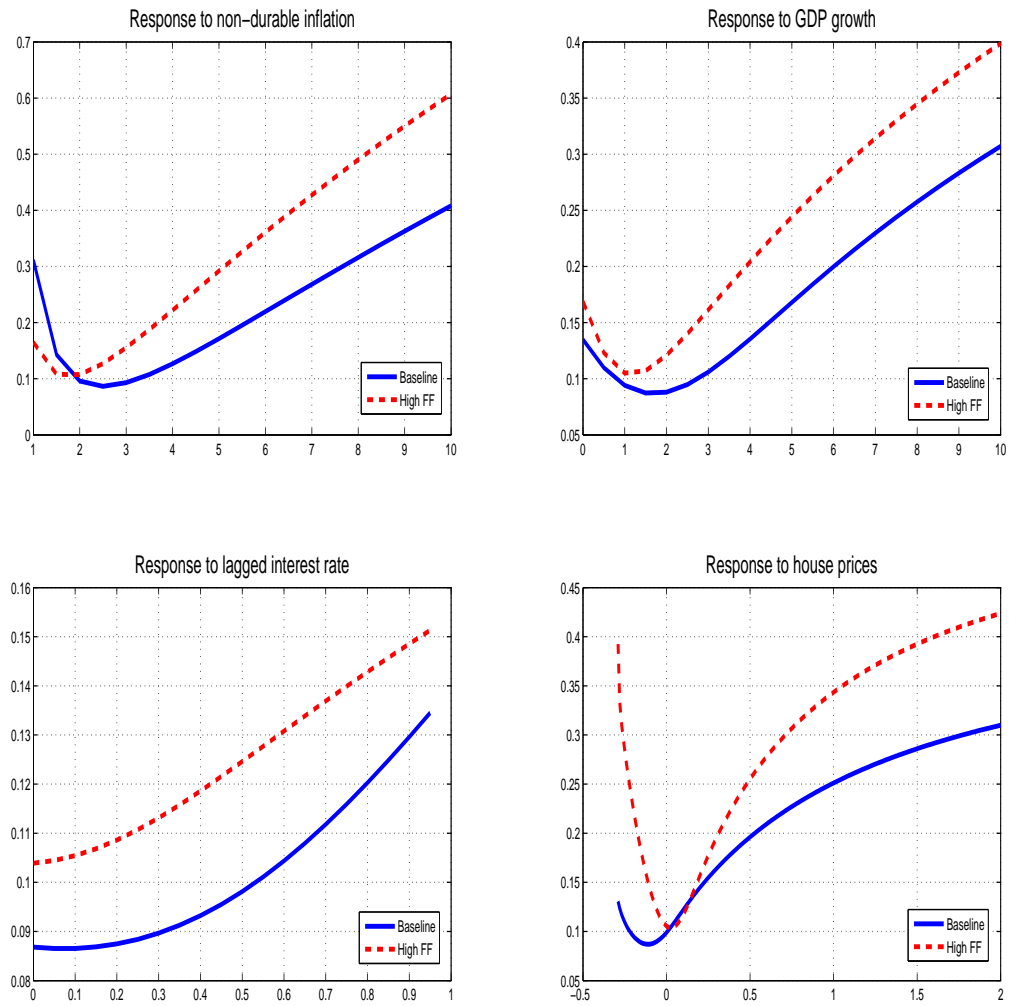 Response to non−durable inflation
0.7
0.6
0.5
0.4
0.3
0.2
0.1
0
1 2 3 4 5 6 7 8 9 10
Baseline
High FF
Response to GDP growth
0.4
0.35
0.3
0.25
0.2
0.15
0.1
0.05
0 1 2 3 4 5 6 7 8 9 10
Baseline
High FF
Response to lagged interest rate
0.16
0.15
0.14
0.13
0.12
0.11
0.1
0.09
0.08
0 0.1 0.2 0.3 0.4 0.5 0.6 0.7 0.8 0.9 1
Baseline
High FF
Response to house prices
0.45
0.4
0.35
0.3
0.25
0.2
0.15
0.1
0.05
−0.5 0 0.5 1 1.5 2
Baseline
High FF